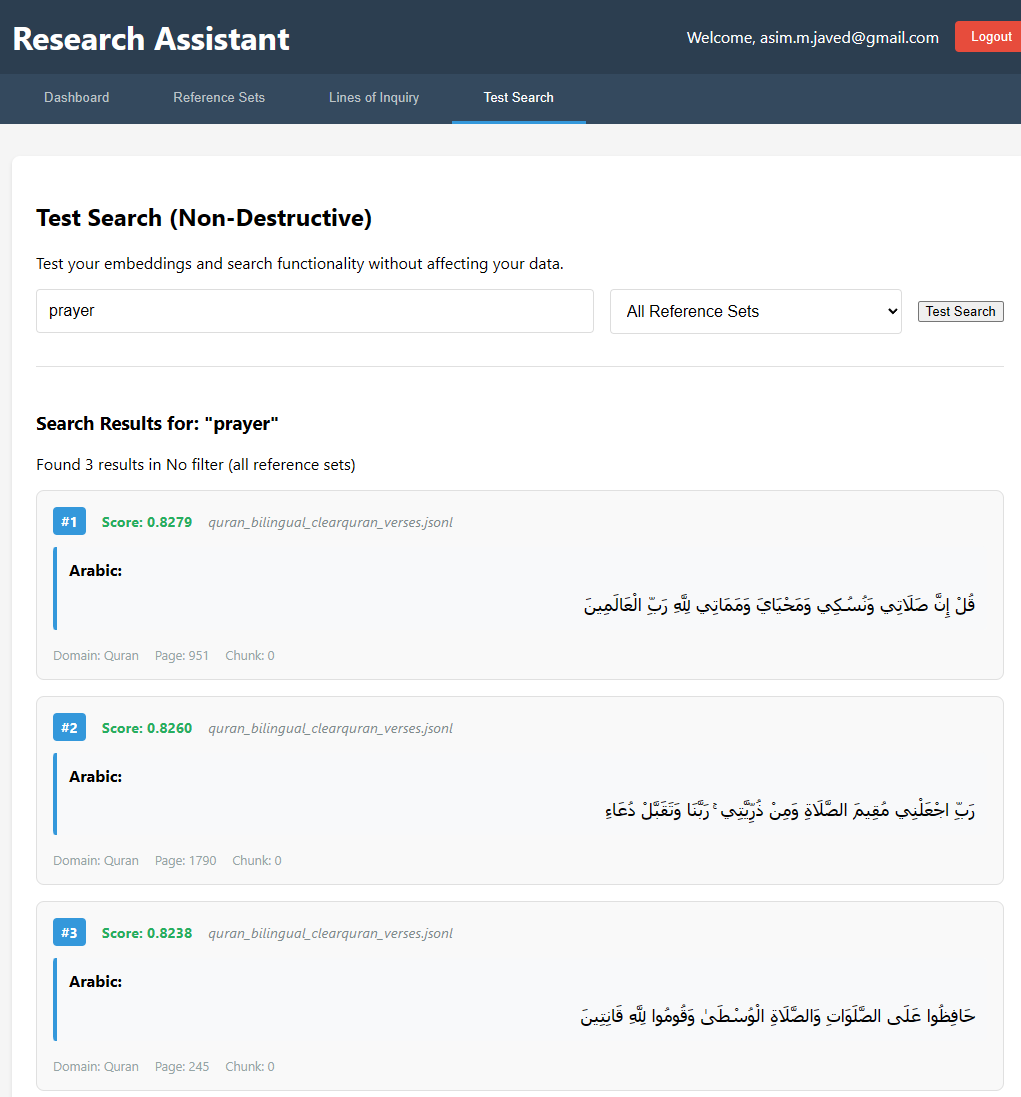 Research Assistant
Welcome, asim.m.javed@gmail.com
Logout
Dashboard
Reference Sets
Lines of Inquiry
Test Search
Test Search (Non-Destructive)
Test your embeddings and search functionality without affecting your data.
prayer
All Reference Sets
Test Search
Search Results for: "prayer"
Found 3 results in No filter (all reference sets)
#1 Score: 0.8279 quran_bilingual_clearquran_verses.jsonl
Arabic:
قُلْ إِنَّ صَلَاتِي وَنُسُكِي وَمَحْيَايَ وَمَمَاتِي لِلَّهِ رَبِّ الْعَالَمِينَ
Domain: Quran Page: 951 Chunk: 0
#2 Score: 0.8260 quran_bilingual_clearquran_verses.jsonl
Arabic:
رَبِّ اجْعَلْنِي مُقِيمَ الصَّلَاةِ وَمِنْ ذُرِّيَّتِي ۚ رَبَّنَا وَتَقَبَّلْ دُعَاءِ
Domain: Quran Page: 1790 Chunk: 0
#3 Score: 0.8238 quran_bilingual_clearquran_verses.jsonl
Arabic:
حَافِظُوا عَلَى الصَّلَوَاتِ وَالصَّلَاةِ الْوُسْطَىٰ وَقُومُوا لِلَّهِ قَانِتِينَ
Domain: Quran Page: 245 Chunk: 0